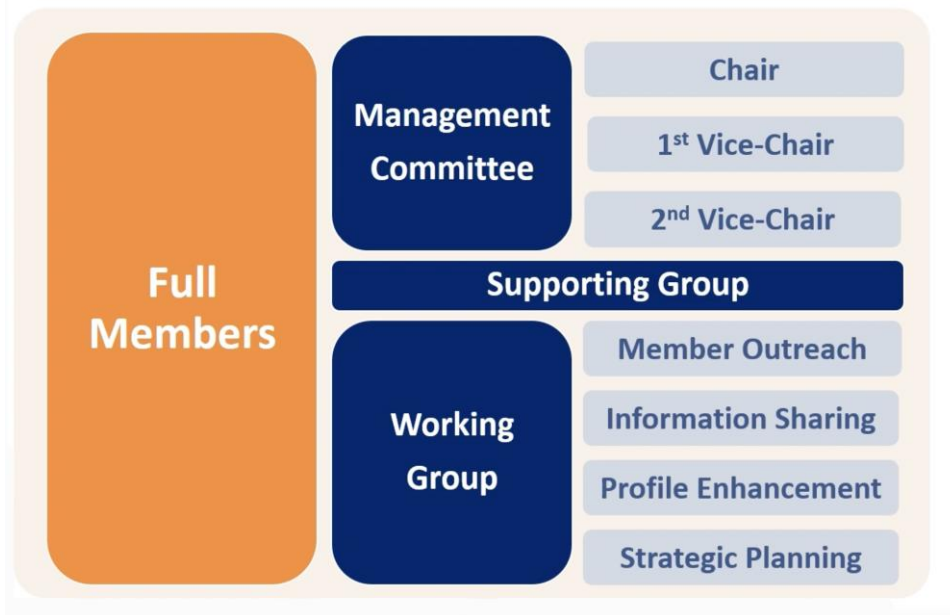 Full
Members
Management
Committee
Chair
1st Vice-Chair
2nd Vice-Chair
Supporting Group
Working
Group
Member Outreach
Information Sharing
Profile Enhancement
Strategic Planning